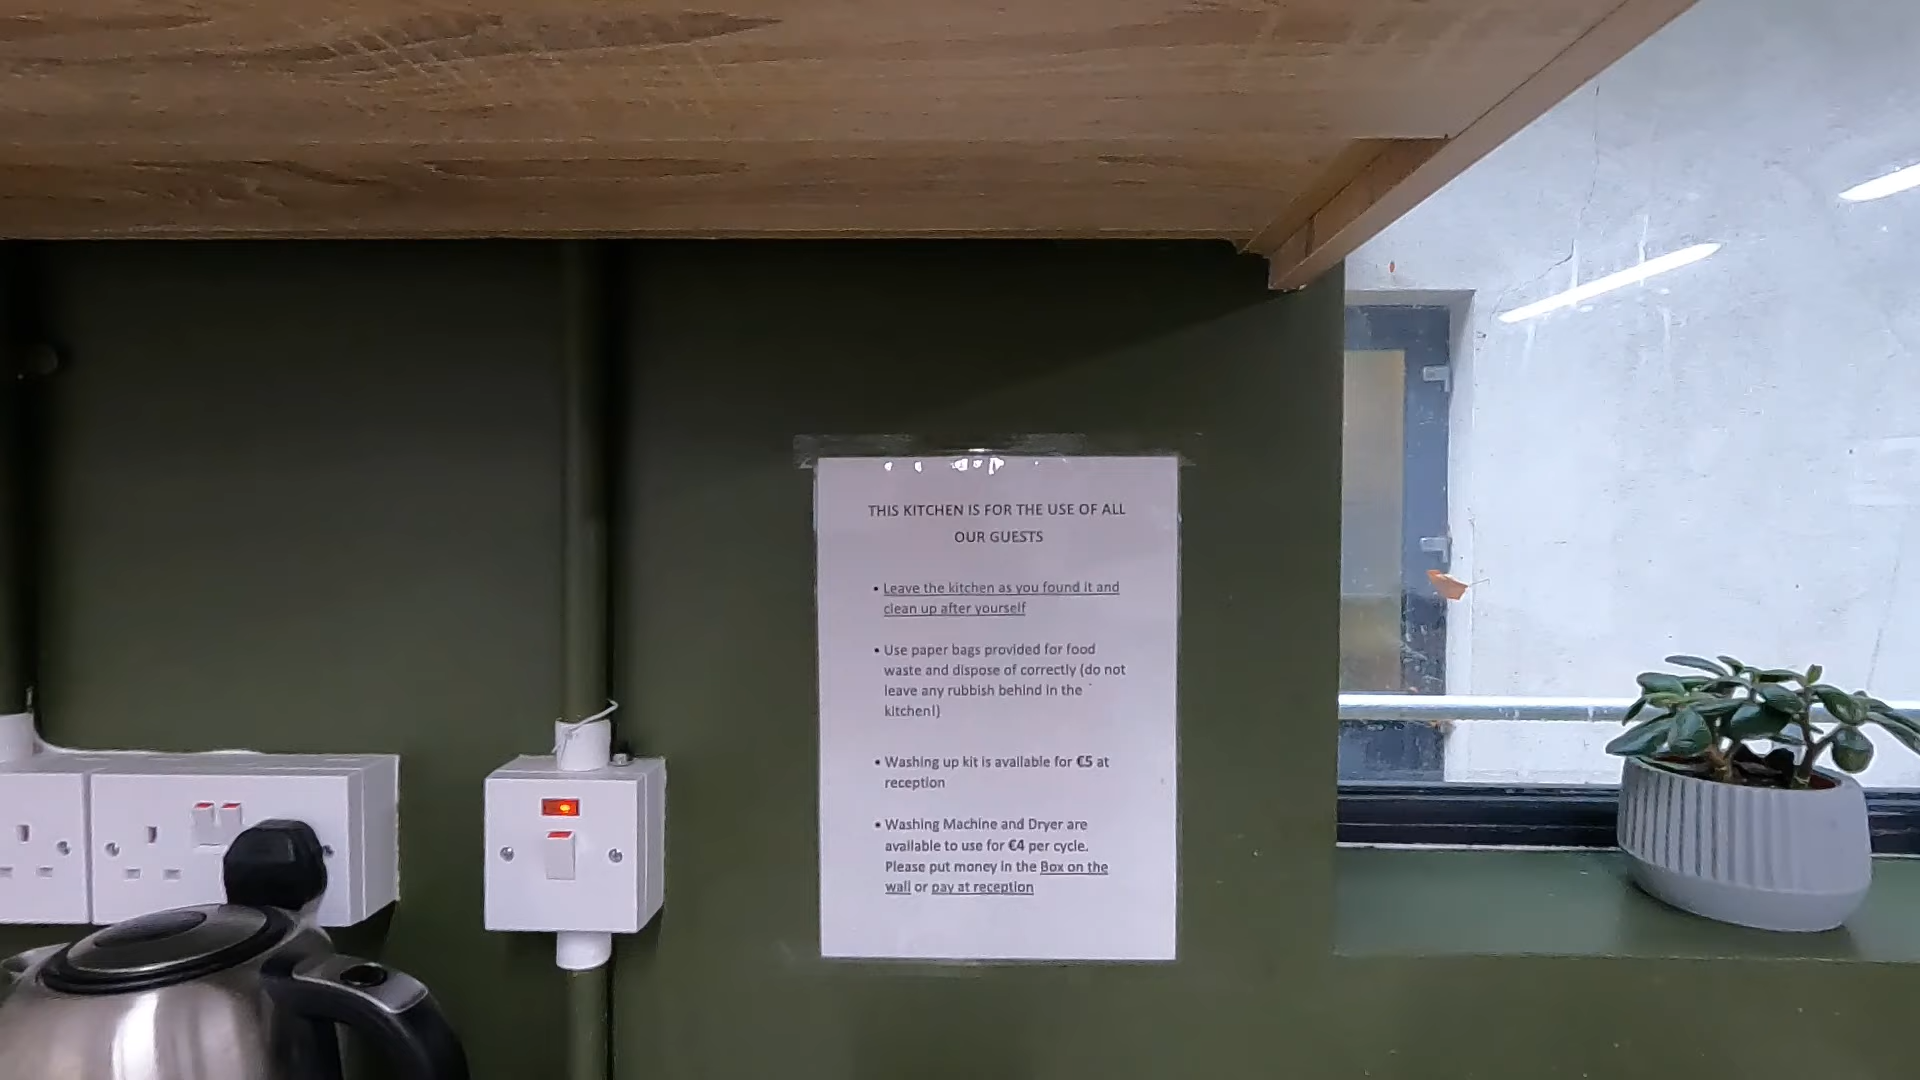 THIS KITCHEN IS FOR THE USE OF ALL
OUR GUESTS
• Leave the kitchen as you found it and
clean up after yourself
• Use paper bags provided for food
waste and dispose of correctly (do not
leave any rubbish behind in the
kitchen!)
• Washing up kit is available for €5 at
reception
• Washing Machine and Dryer are
available to use for €4 per cycle.
Please put money in the Box on the
wall or pay at reception